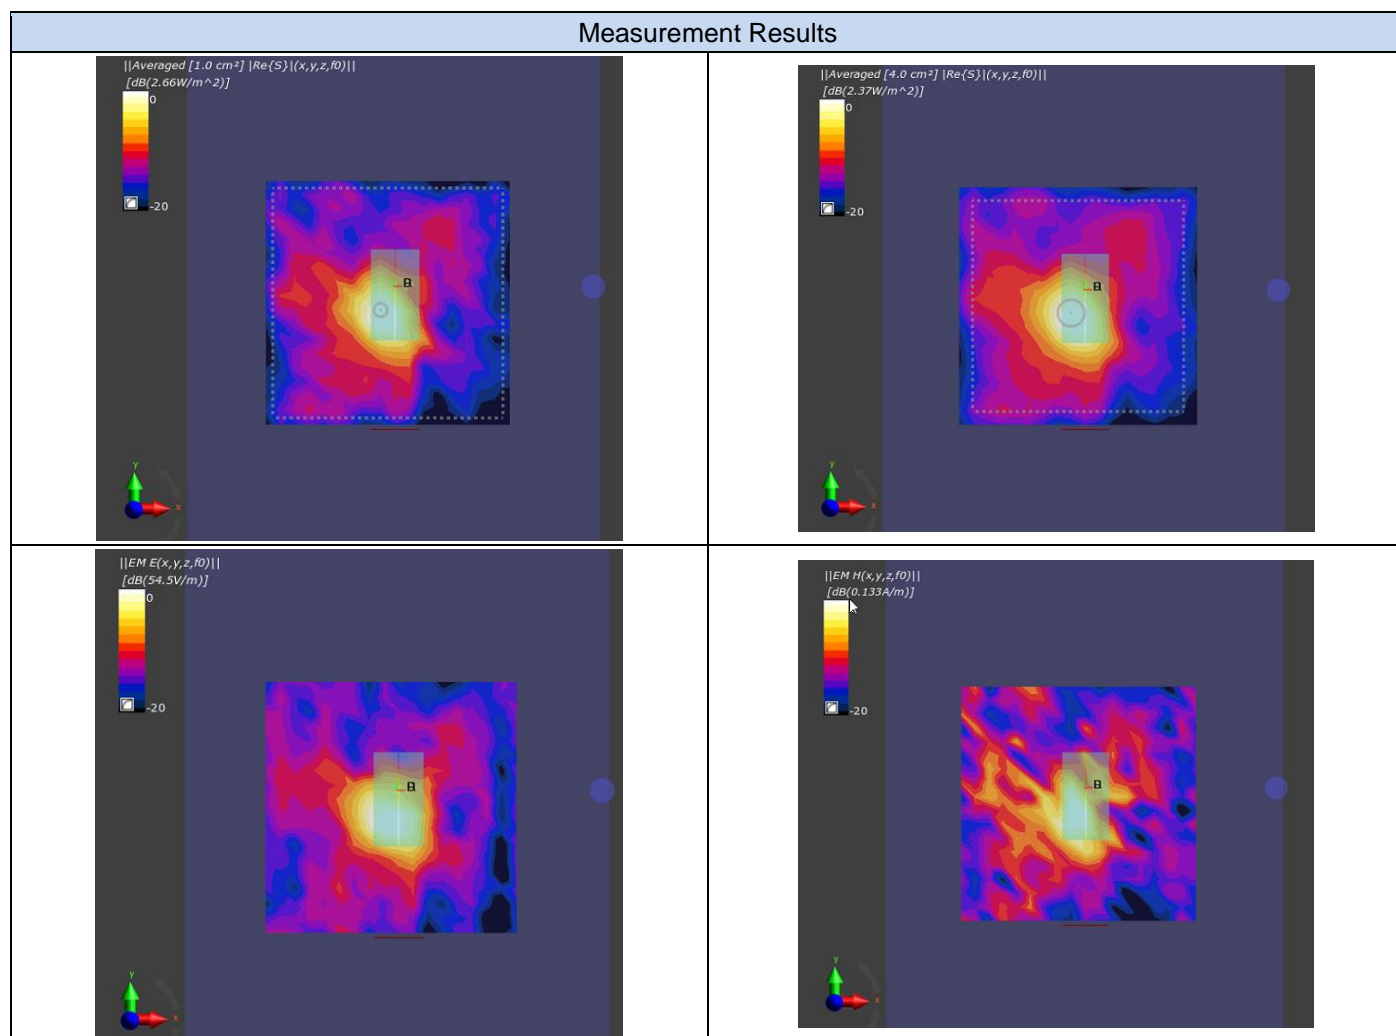 Measurement Results
||Averaged [1.0 cm²] |Re{S}|(x,y,z,f0)||
[dB(2.66W/m^2)]
0
-20
B
y
x
||Averaged [4.0 cm²] |Re{S}|(x,y,z,f0)||
[dB(2.37W/m^2)]
0
-20
B
y
x
||EM E(x,y,z,f0)||
[dB(54.5V/m)]
0
-20
B
y
x
||EM H(x,y,z,f0)||
[dB(0.133A/m)]
-20
B
y
x